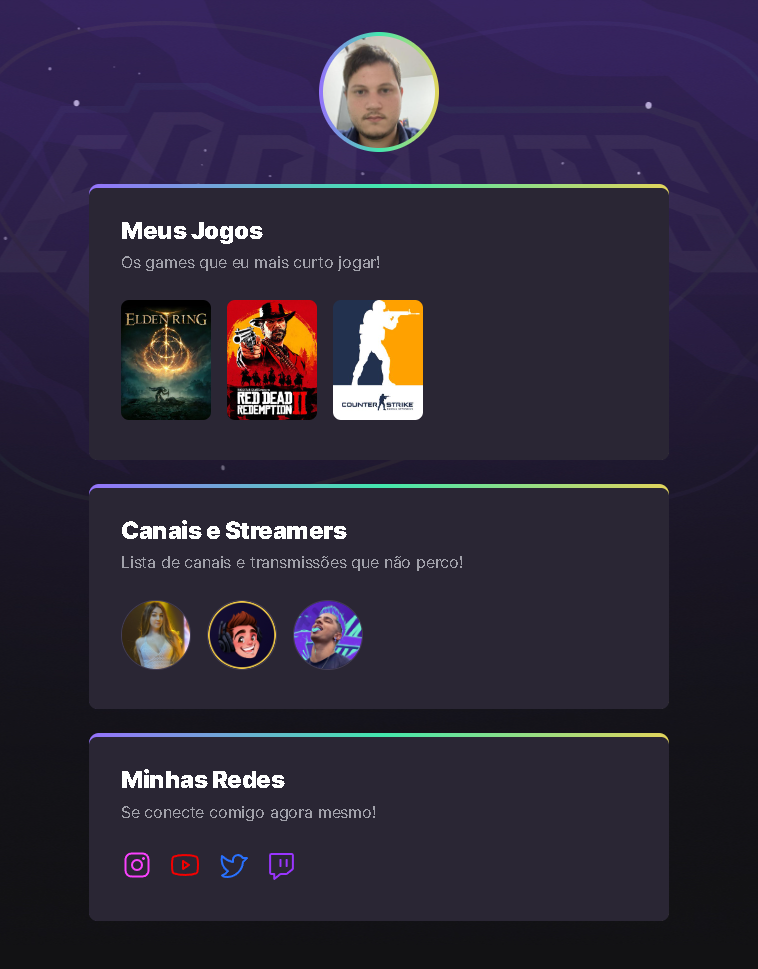 Meus Jogos
Os games que eu mais curto jogar!
ELDEN RING
RED DEAD
REDEMPTION II
COUNTER STRIKE
Canais e Streamers
Lista de canais e transmissões que não perco!
Minhas Redes
Se conecte comigo agora mesmo!